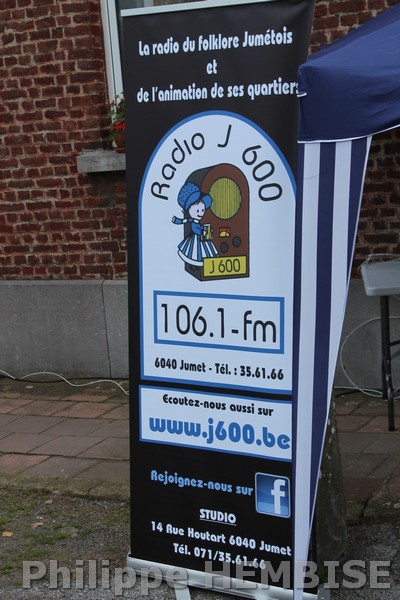 La radio du folklore Jumétois
et
de l'animation de ses quartiers
Radio J 600
J 600
106.1-fm
6040 Jumet - Tél. : 35.61.66
Ecoutez-nous aussi sur
www.j600.be
Rejoignez-nous sur
f
STUDIO
14 Rue Houtart 6040 Jumet
Tél. 071/35.61.66
Philippe HEMBISE